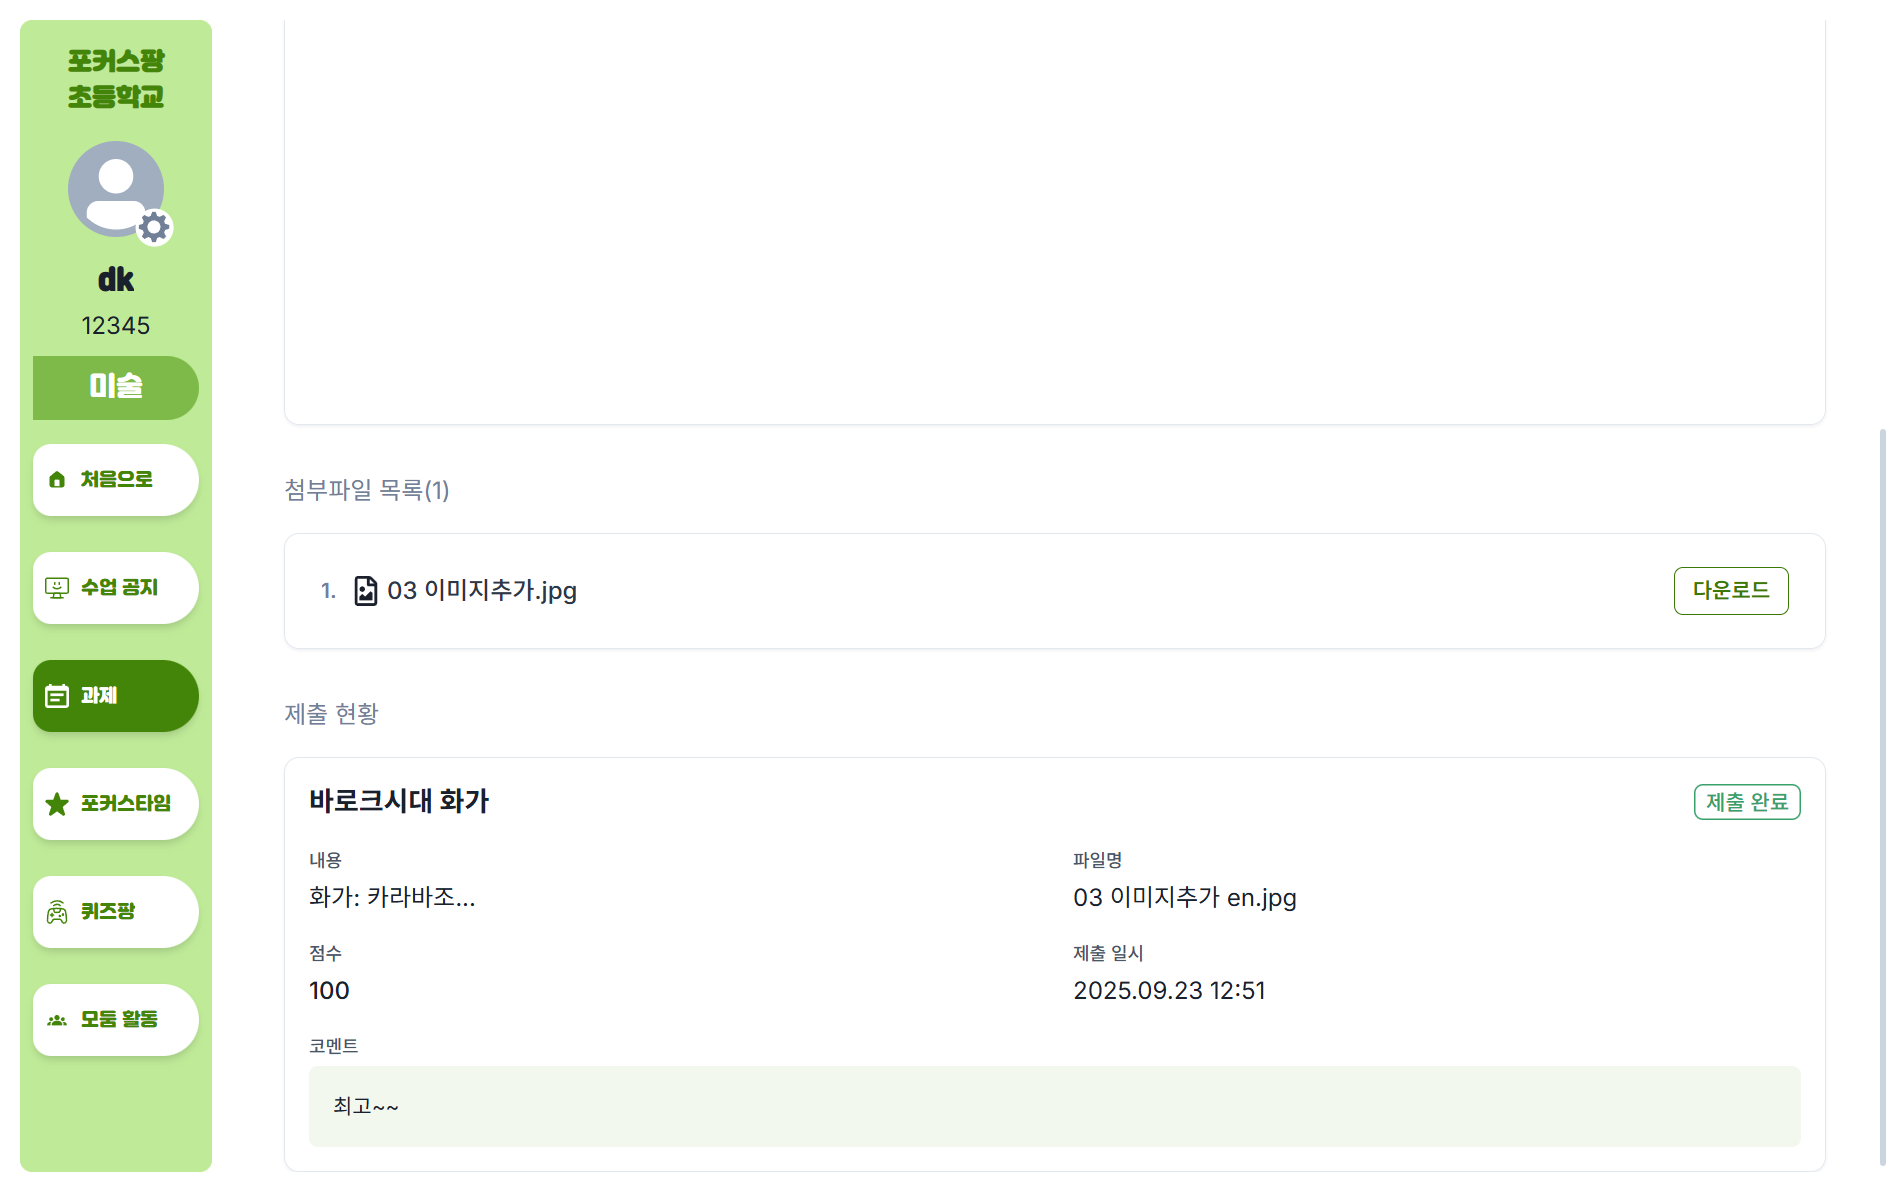 포커스팡
초등학교
dk
12345
미술
처음으로
수업 공지
과제
포커스타임
퀴즈팡
모둠 활동
첨부파일 목록(1)
1. 03 이미지추가.jpg
다운로드
제출 현황
바로크시대 화가
제출 완료
내용
화가: 카라바조...
파일명
03 이미지추가 en.jpg
점수
100
제출 일시
2025.09.23 12:51
코멘트
최고~~